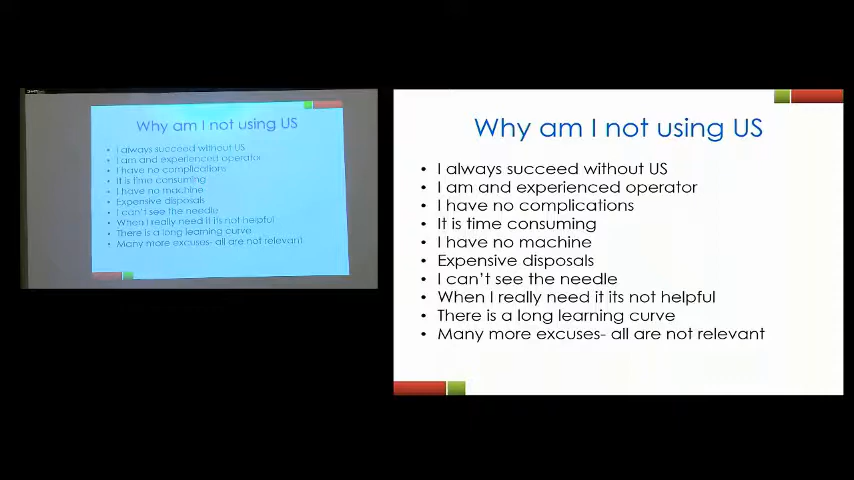 Why am I not using US
• I always succeed without US
• I am and experienced operator
• I have no complications
• It is time consuming
• I have no machine
• Expensive disposals
• I can't see the needle
• When I really need it its not helpful
• There is a long learning curve
• Many more excuses- all are not relevant
Why am I not using US
• I always succeed without US
• I am and experienced operator
• I have no complications
• It is time consuming
• I have no machine
• Expensive disposals
• I can't see the needle
• When I really need it its not helpful
• There is a long learning curve
• Many more excuses- all are not relevant